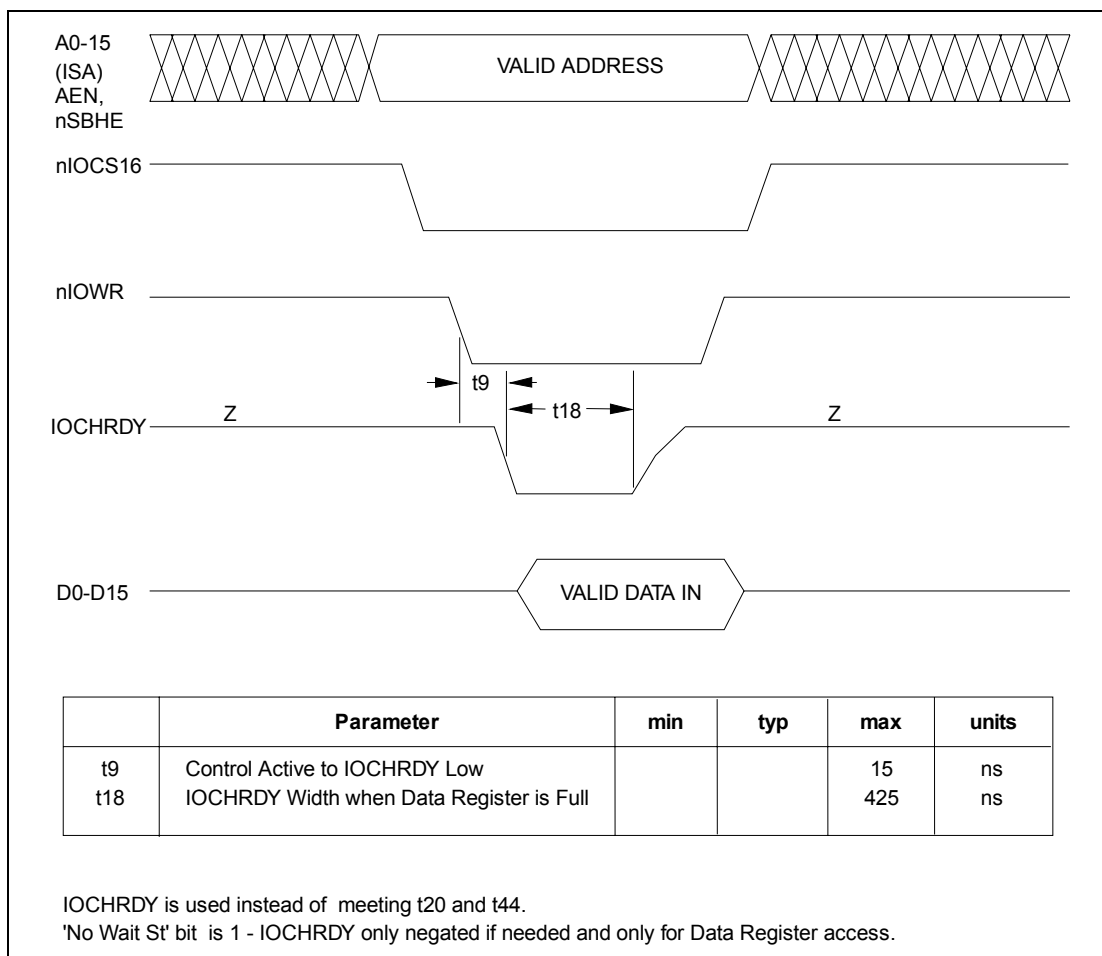 A0-15
(ISA)
AEN,
nSBHE
VALID ADDRESS
nIOCS16
nIOWR
t9
t18
Z
Z
IOCHRDY
D0-D15
VALID DATA IN
Parameter min typ max units
t9 Control Active to IOCHRDY Low 15 ns
t18 IOCHRDY Width when Data Register is Full 425 ns
IOCHRDY is used instead of meeting t20 and t44.
'No Wait St' bit is 1 - IOCHRDY only negated if needed and only for Data Register access.